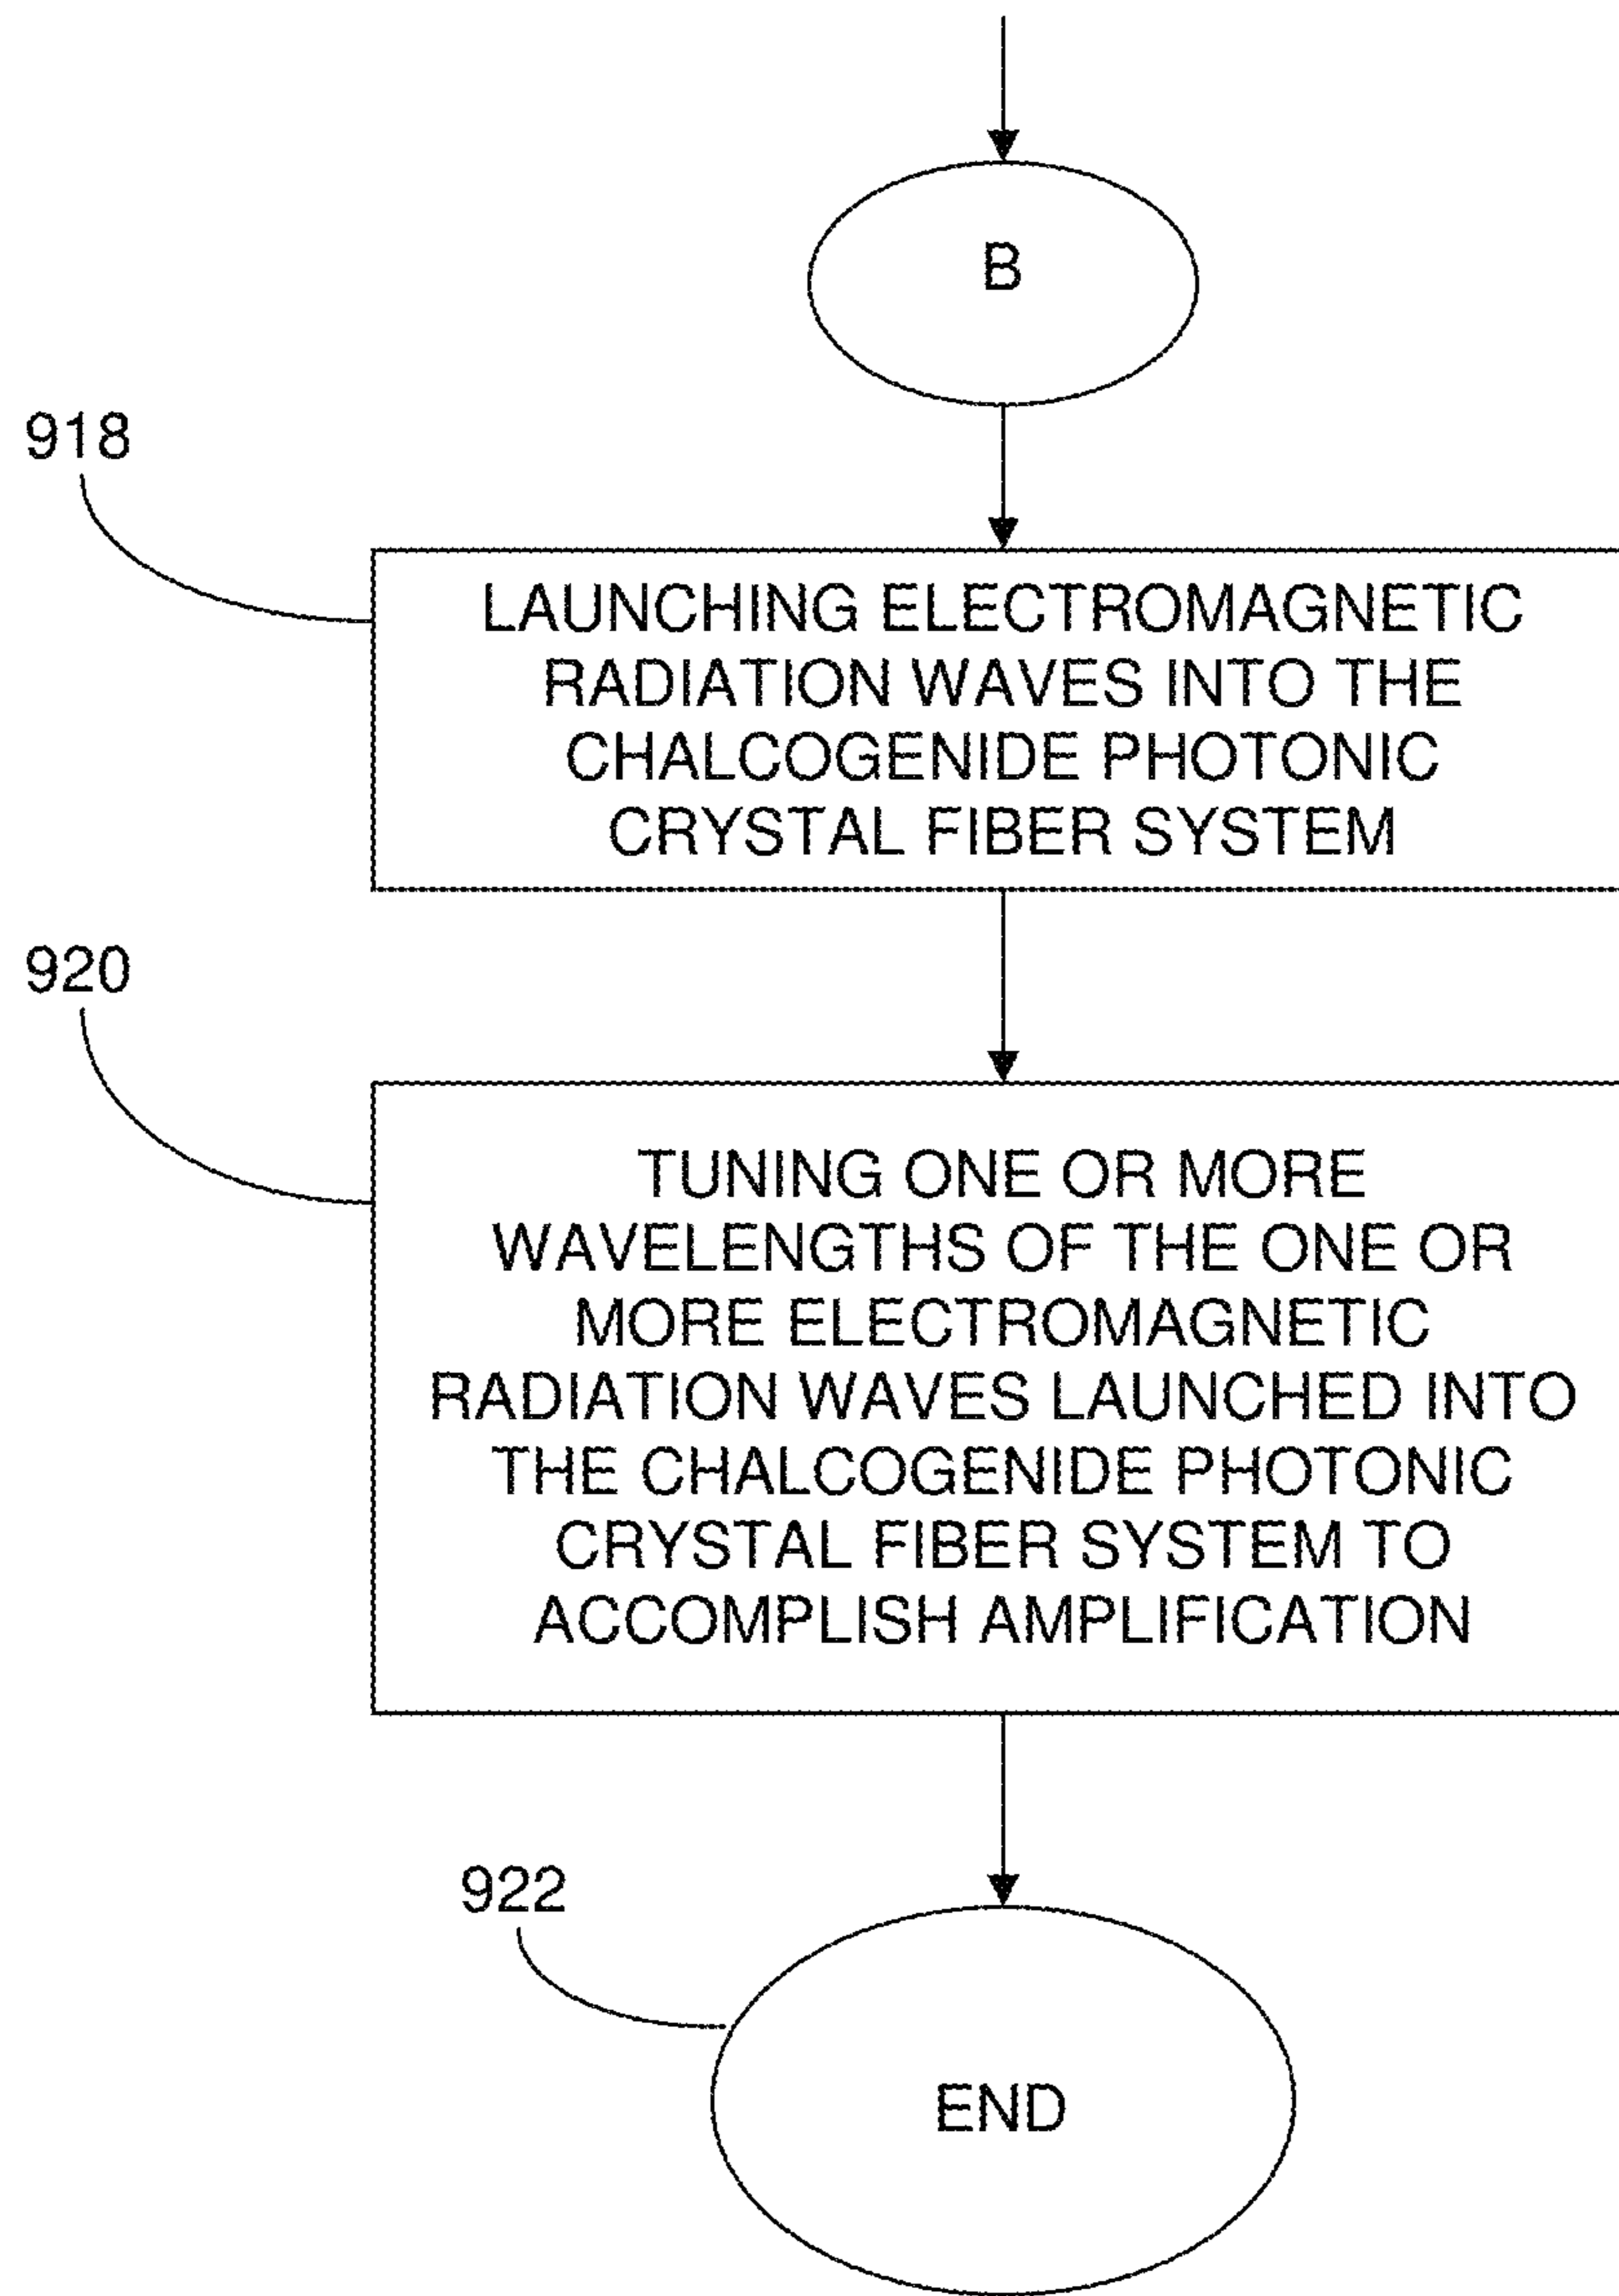 B
918
LAUNCHING ELECTROMAGNETIC
RADIATION WAVES INTO THE
CHALCOGENIDE PHOTONIC
CRYSTAL FIBER SYSTEM
920
TUNING ONE OR MORE
WAVELENGTHS OF THE ONE OR
MORE ELECTROMAGNETIC
RADIATION WAVES LAUNCHED INTO
THE CHALCOGENIDE PHOTONIC
CRYSTAL FIBER SYSTEM TO
ACCOMPLISH AMPLIFICATION
922
END